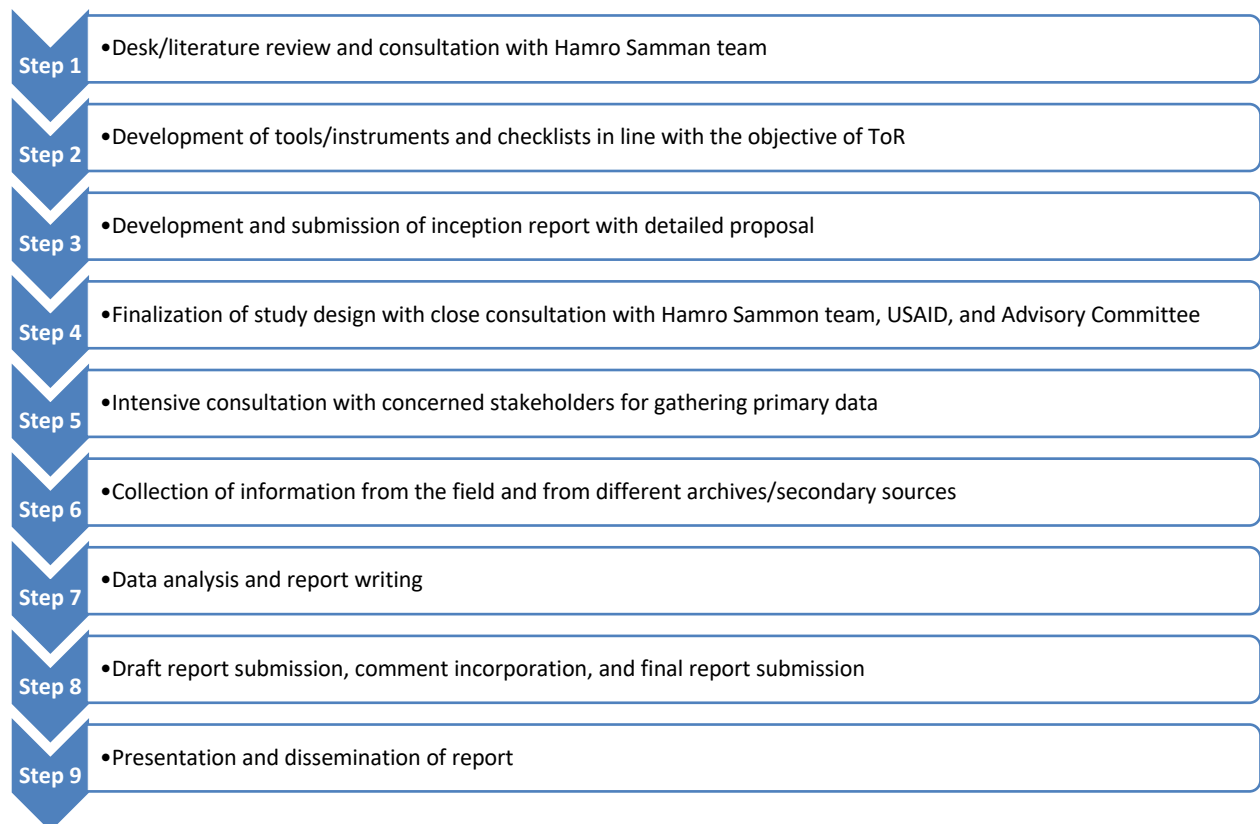 Step 1
•Desk/literature review and consultation with Hamro Samman team
Step 2
•Development of tools/instruments and checklists in line with the objective of ToR
Step 3
•Development and submission of inception report with detailed proposal
Step 4
•Finalization of study design with close consultation with Hamro Sammon team, USAID, and Advisory Committee
Step 5
•Intensive consultation with concerned stakeholders for gathering primary data
Step 6
•Collection of information from the field and from different archives/secondary sources
Step 7
•Data analysis and report writing
Step 8
•Draft report submission, comment incorporation, and final report submission
Step 9
•Presentation and dissemination of report